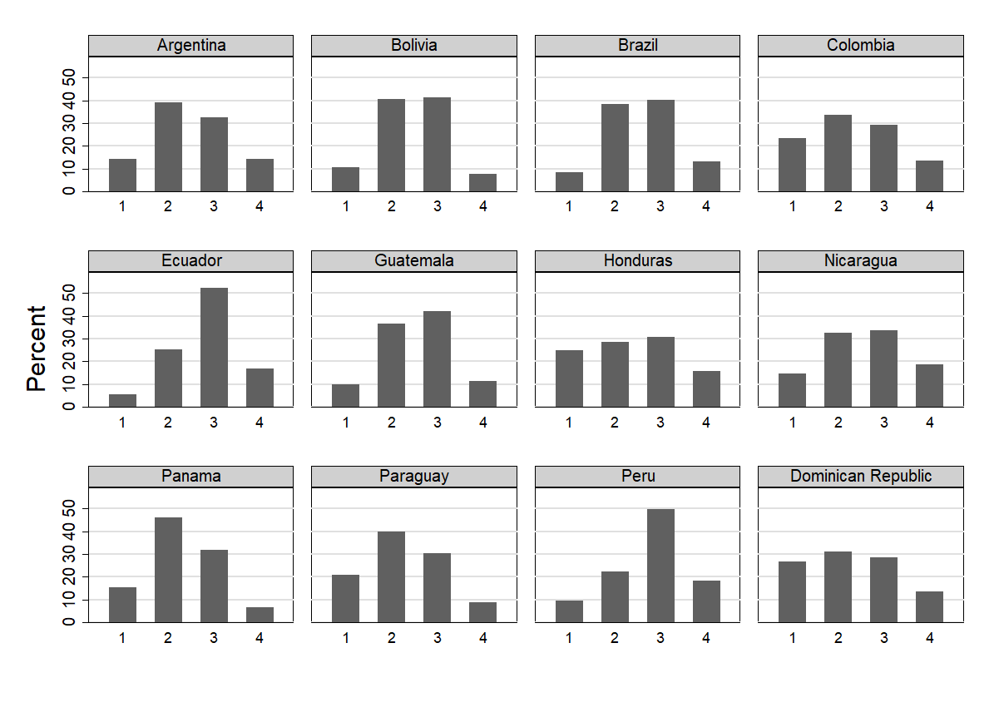 Argentina Bolivia Brazil Colombia
0 10 20 30 40 50
1 2 3 4 1 2 3 4 1 2 3 4 1 2 3 4
Ecuador Guatemala Honduras Nicaragua
Percent
0 10 20 30 40 50
1 2 3 4 1 2 3 4 1 2 3 4 1 2 3 4
Panama Paraguay Peru Dominican Republic
0 10 20 30 40 50
1 2 3 4 1 2 3 4 1 2 3 4 1 2 3 4